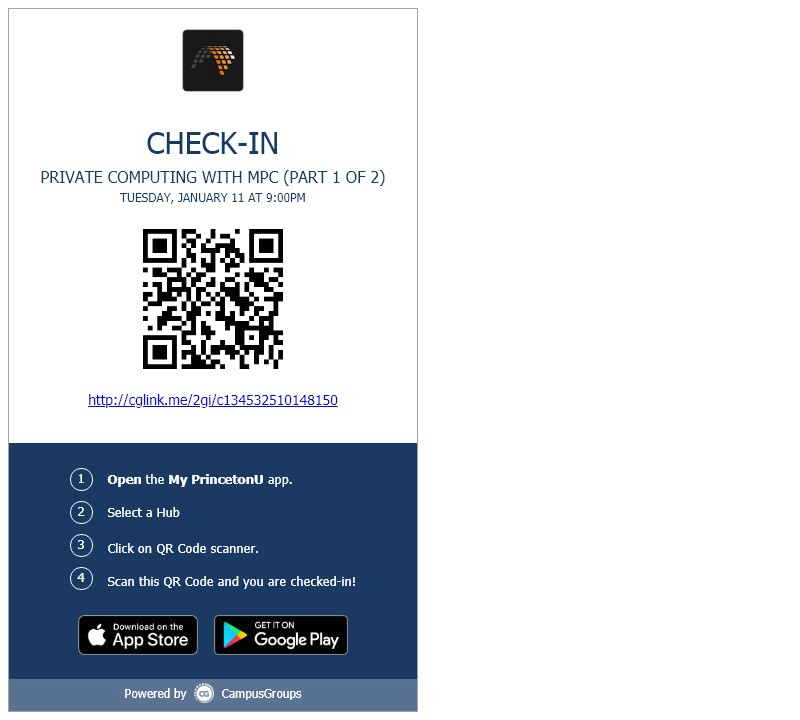 CHECK-IN
PRIVATE COMPUTING WITH MPC (PART 1 OF 2)
TUESDAY, JANUARY 11 AT 9:00PM
http://cglink.me/2gi/c134532510148150
1 Open the My PrincetonU app.
2 Select a Hub
3 Click on QR Code scanner.
4 Scan this QR Code and you are checked-in!
Download on the
App Store
GET IT ON
Google Play
Powered by CG CampusGroups